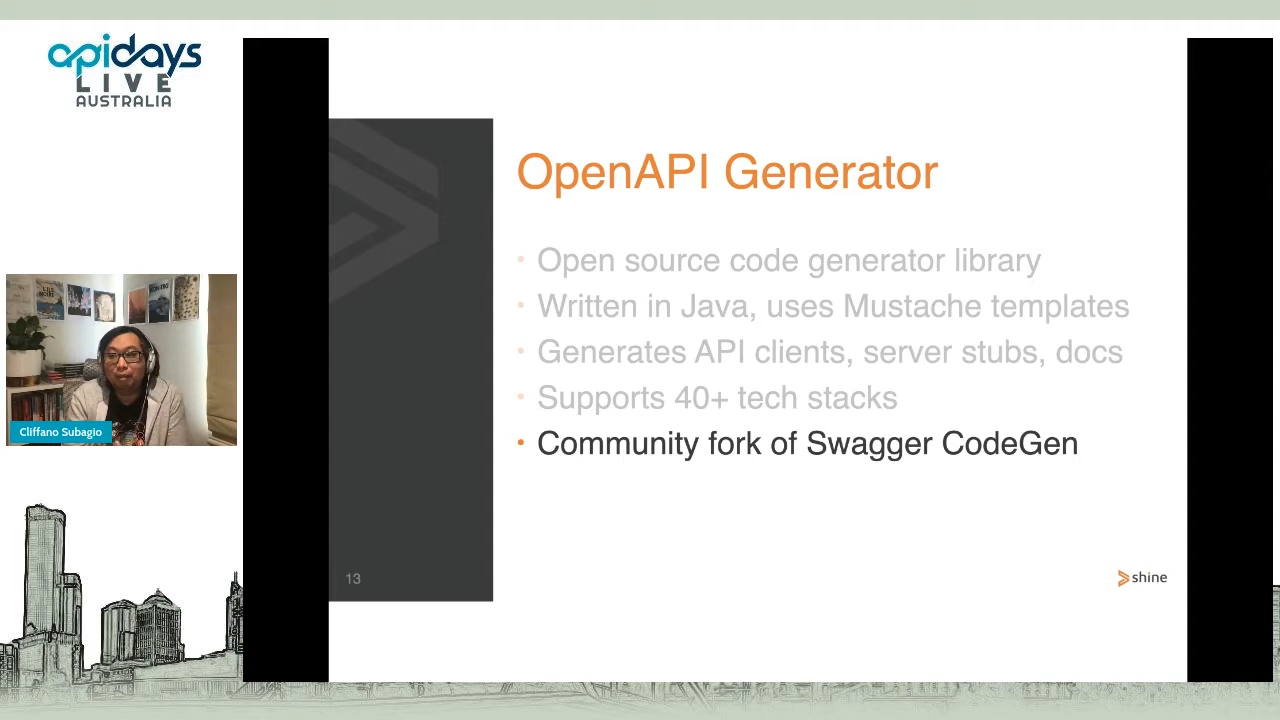 apidays
LIVE
AUSTRALIA
OpenAPI Generator
• Open source code generator library
• Written in Java, uses Mustache templates
• Generates API clients, server stubs, docs
• Supports 40+ tech stacks
• Community fork of Swagger CodeGen
Cliffano Subagio
13
shine